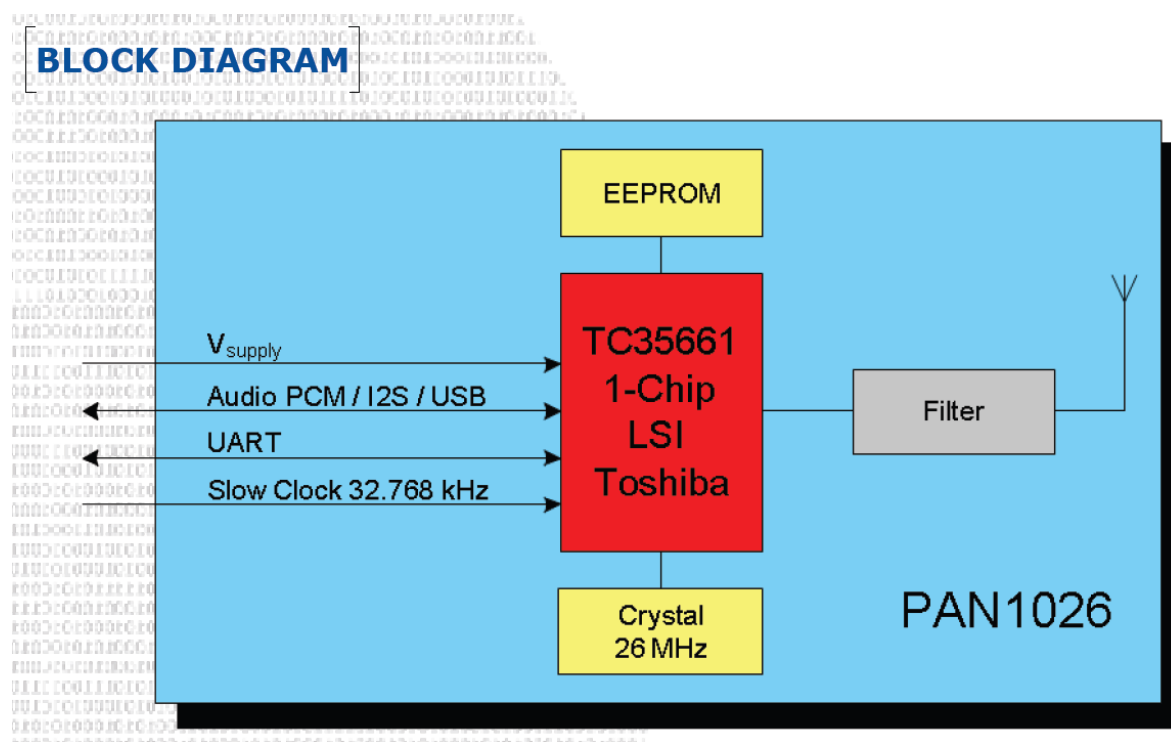 BLOCK DIAGRAM
EEPROM
TC35661
1-Chip
LSI
Toshiba
Vsupply
Audio PCM / I2S / USB
UART
Slow Clock 32.768 kHz
Filter
Crystal
26 MHz
PAN1026